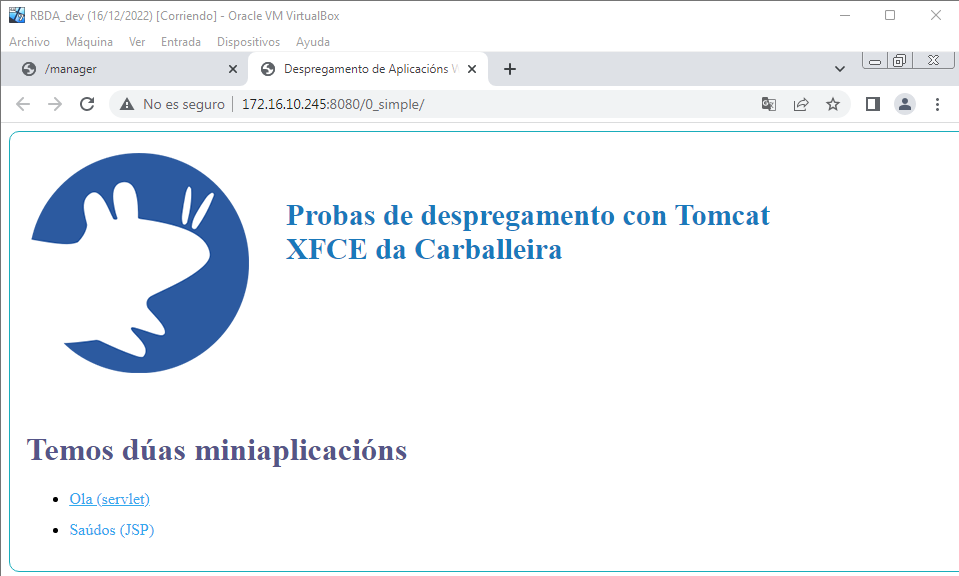 RBDA_dev (16/12/2022) [Corriendo] - Oracle VM VirtualBox
Archivo Máquina Ver Entrada Dispositivos Ayuda
/manager Despregamento de Aplicacións W
No es seguro 172.16.10.245:8080/0_simple/
Probas de despregamento con Tomcat
XFCE da Carballeira
Temos dúas miniaplicacións
Ola (servlet)
Saúdos (JSP)